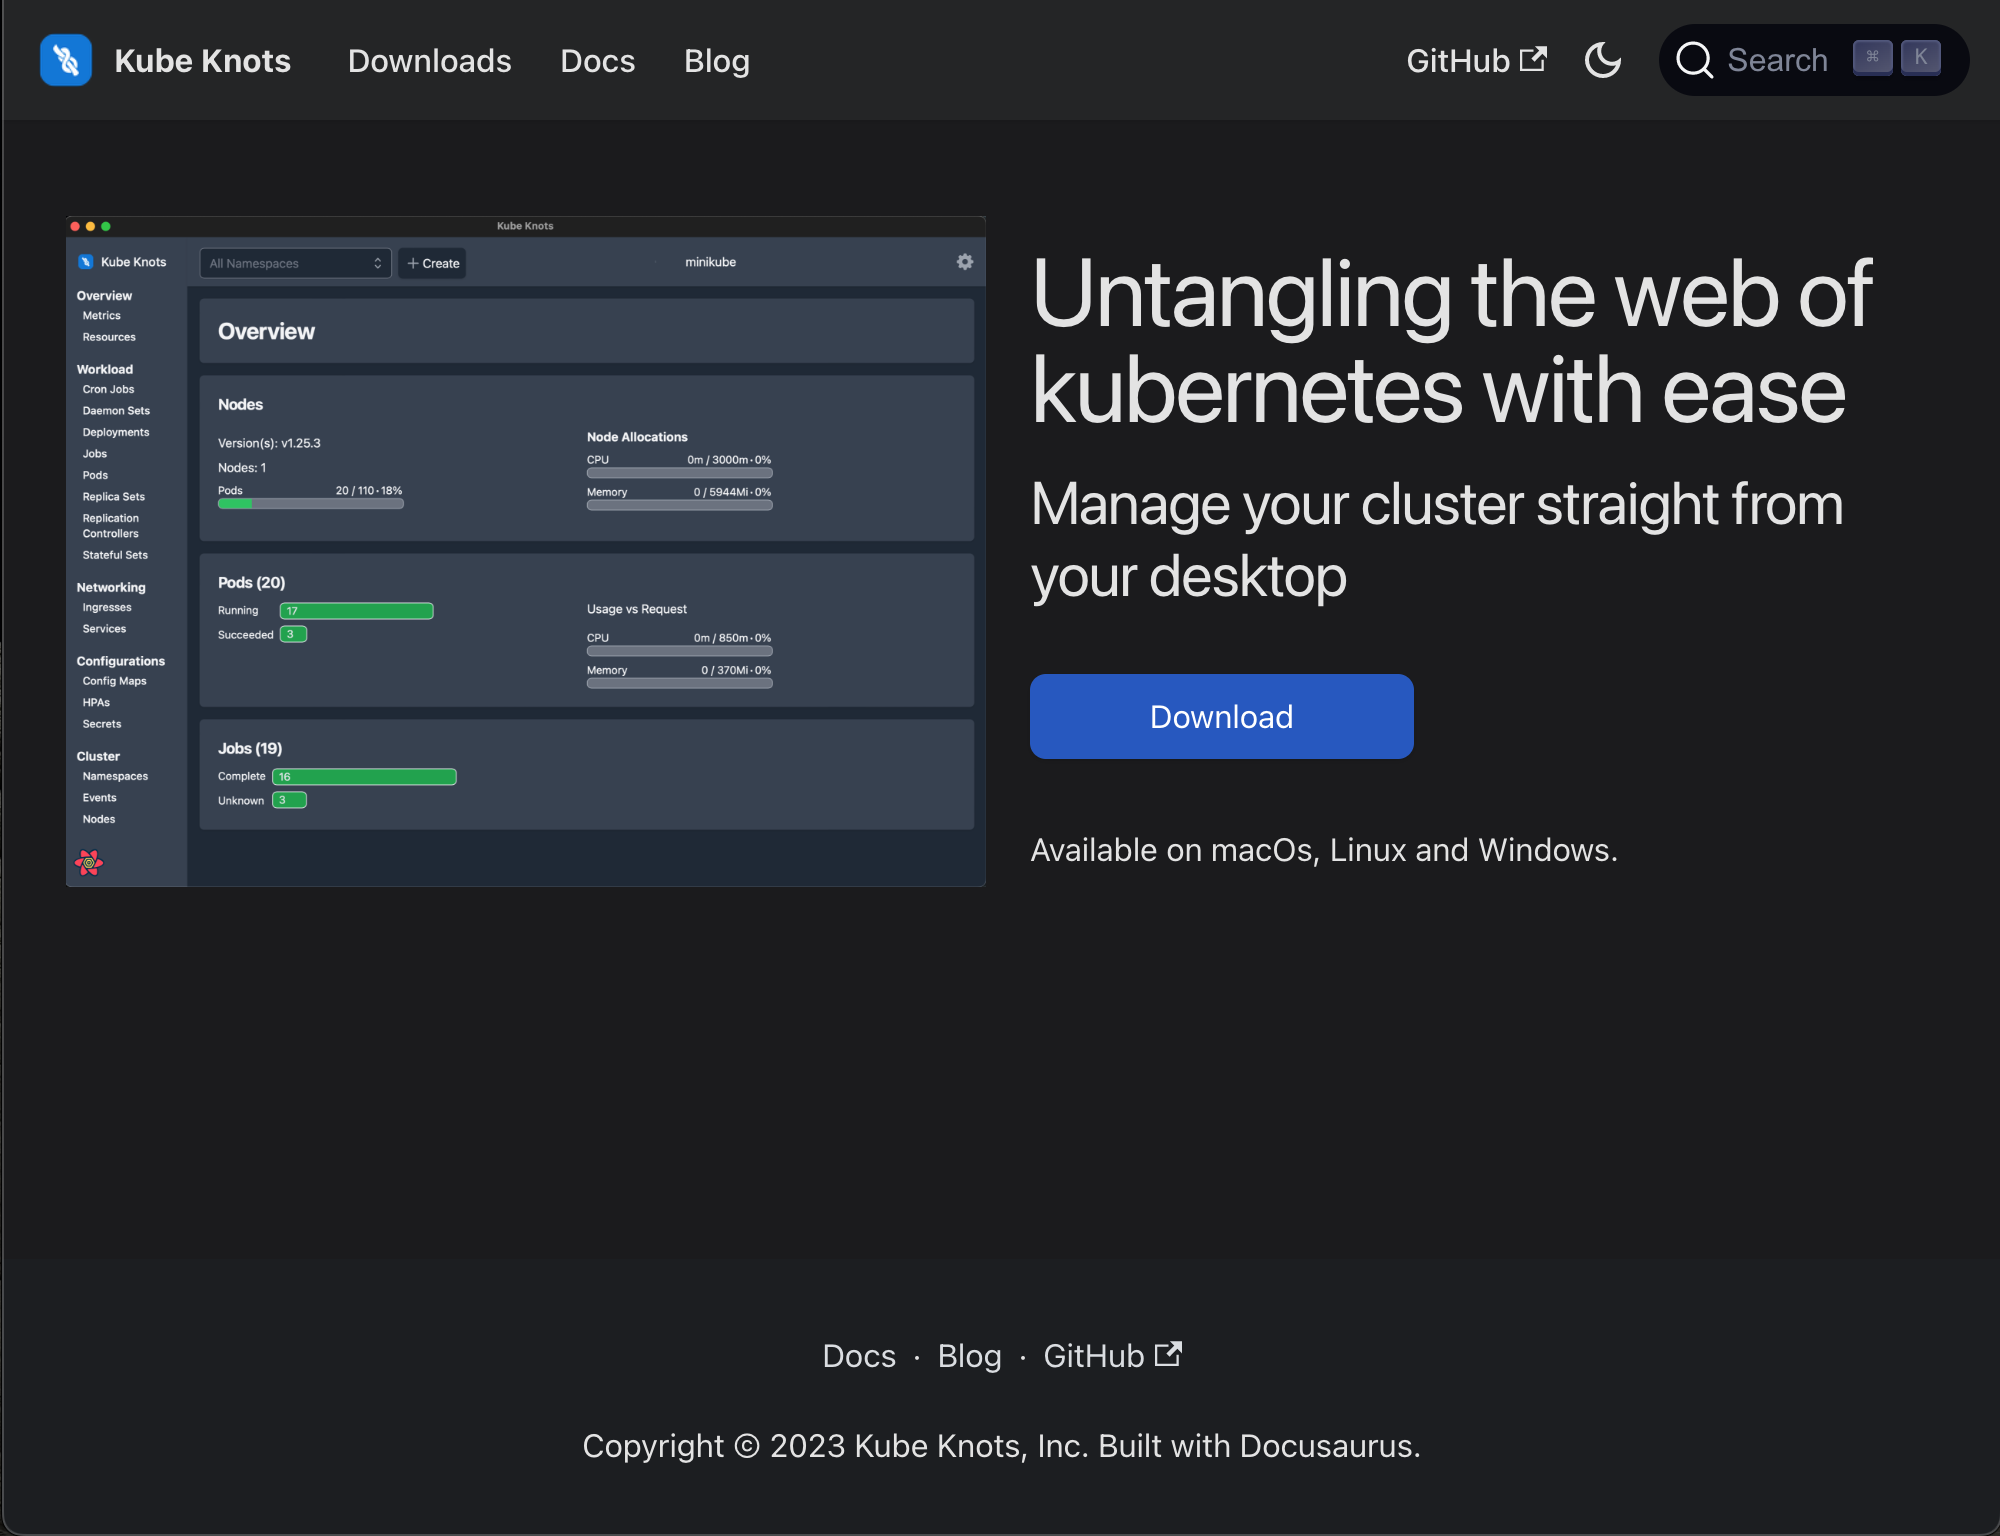 Kube Knots
Downloads
Docs
Blog
GitHub
Search
⌘ K
Kube Knots
Kube Knots
All Namespaces
+ Create
minikube
Overview
Metrics
Resources
Workload
Cron Jobs
Daemon Sets
Deployments
Jobs
Pods
Replica Sets
Replication
Controllers
Stateful Sets
Networking
Ingresses
Services
Configurations
Config Maps
HPAs
Secrets
Cluster
Namespaces
Events
Nodes
Overview
Nodes
Version(s): v1.25.3
Nodes: 1
Pods 20 / 110 · 18%
Node Allocations
CPU 0m / 3000m · 0%
Memory 0 / 5944Mi · 0%
Pods (20)
Running 17
Succeeded 3
Usage vs Request
CPU 0m / 850m · 0%
Memory 0 / 370Mi · 0%
Jobs (19)
Complete 16
Unknown 3
Untangling the web of
kubernetes with ease
Manage your cluster straight from
your desktop
Download
Available on macOs, Linux and Windows.
Docs · Blog · GitHub
Copyright © 2023 Kube Knots, Inc. Built with Docusaurus.